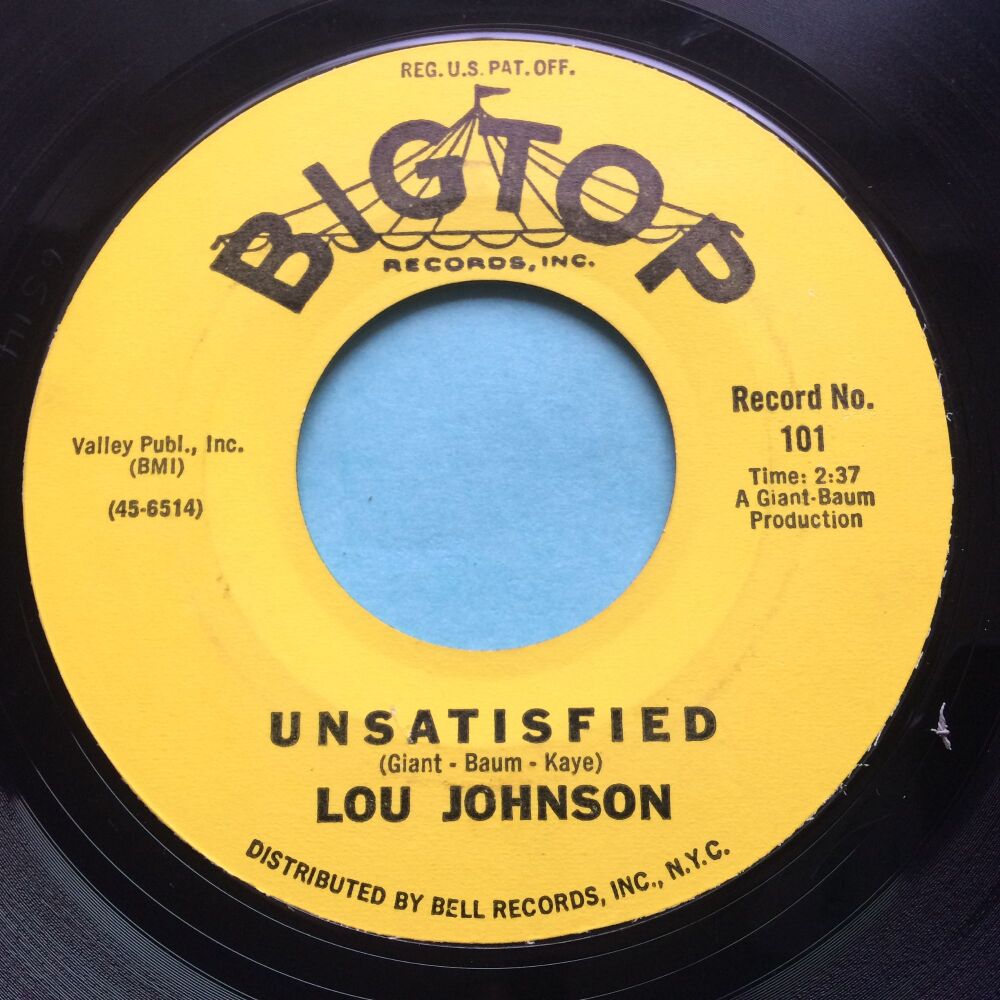 REG. U.S. PAT. OFF.
BIGTOP
RECORDS, INC.
Valley Publ., Inc.
(BMI)
(45-6514)
Record No.
101
Time: 2:37
A Giant-Baum
Production
UNSATISFIED
(Giant - Baum - Kaye)
LOU JOHNSON
DISTRIBUTED BY BELL RECORDS, INC., N.Y.C.
6514